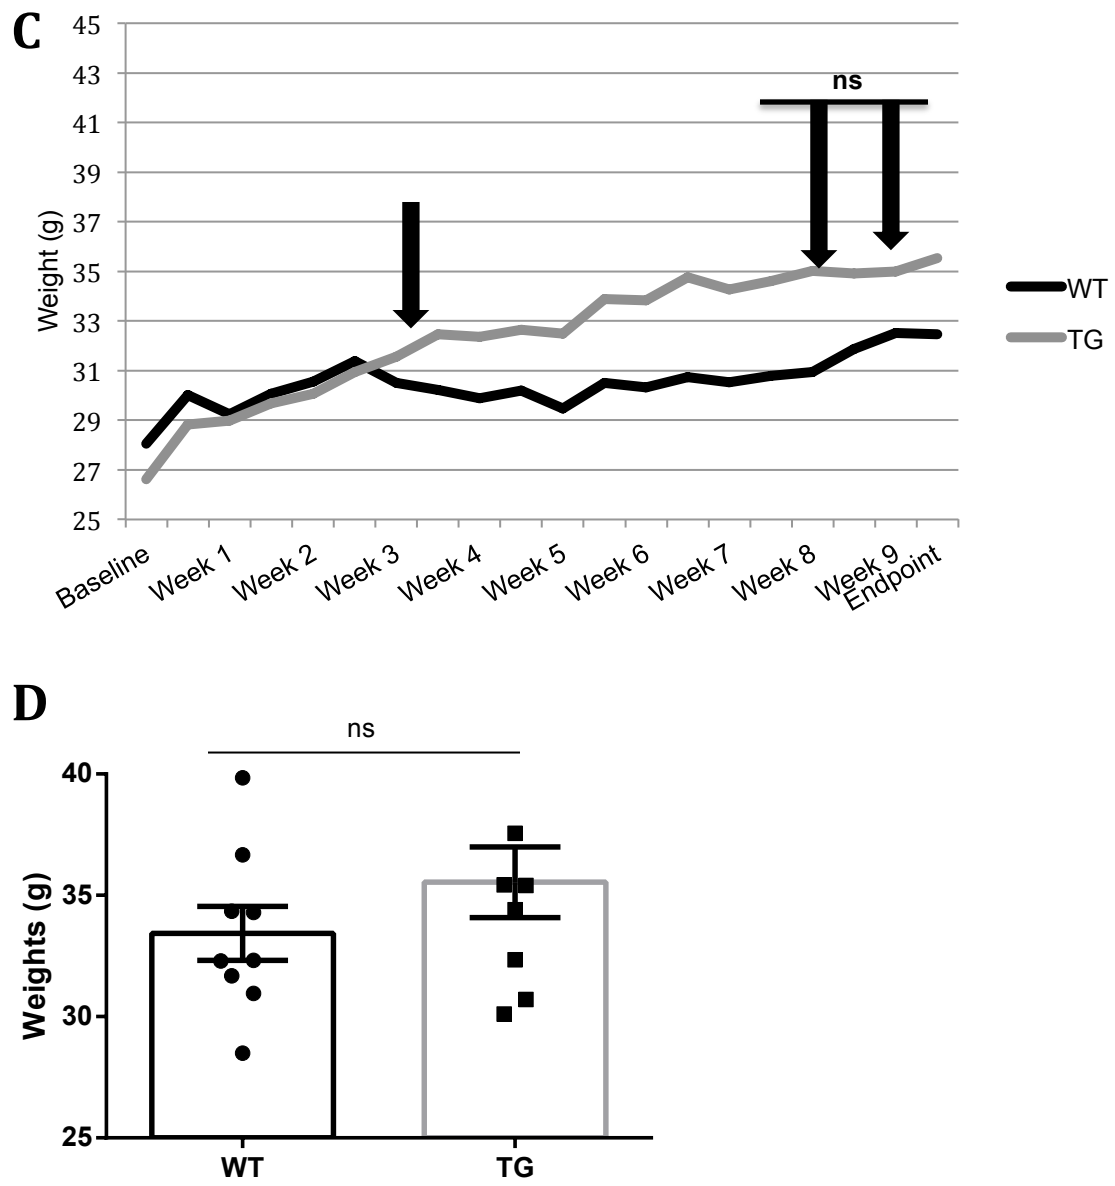 C
Weight (g)
45
43
41
39
37
35
33
31
29
27
25
ns
WT
TG
Baseline
Week 1
Week 2
Week 3
Week 4
Week 5
Week 6
Week 7
Week 8
Week 9
Endpoint
D
ns
Weights (g)
40
35
30
25
WT
TG